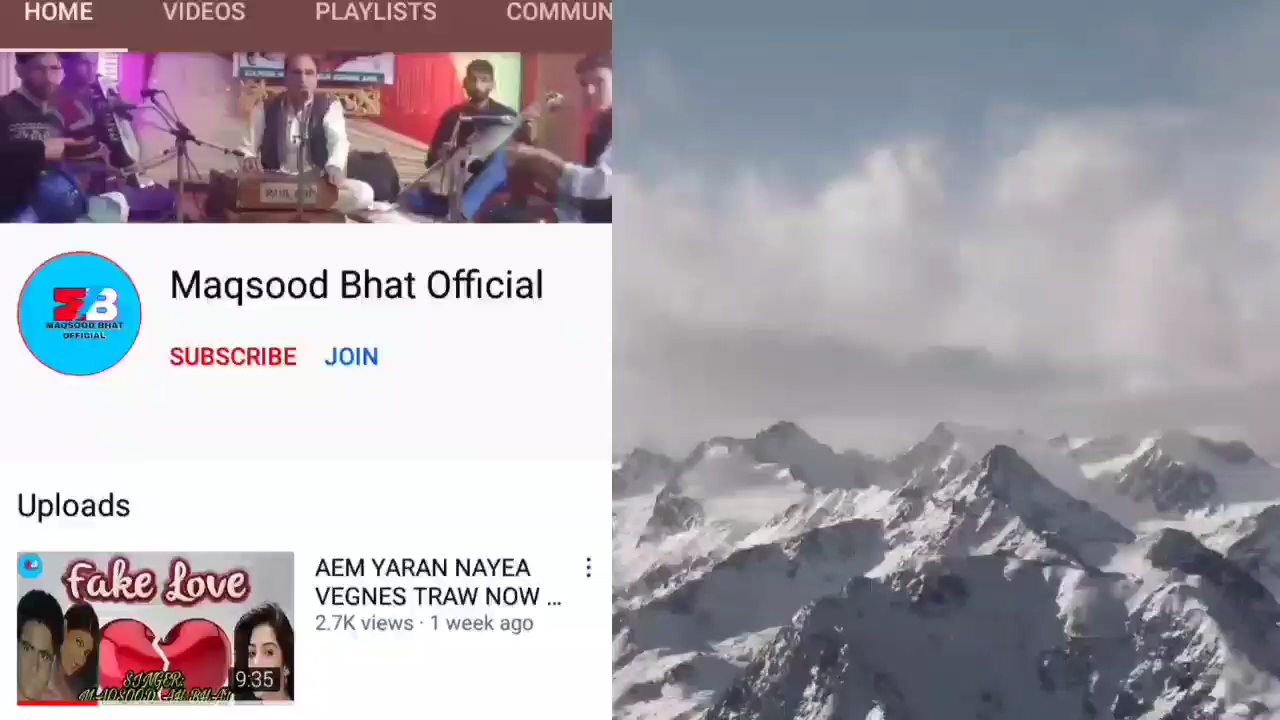 HOME VIDEOS PLAYLISTS COMMUN
Maqsood Bhat Official
MAQSOOD BHAT
OFFICIAL
SUBSCRIBE JOIN
Uploads
Fake Love
SINGER:
9:35
AEM YARAN NAYEA
VEGNES TRAW NOW ...
2.7K views · 1 week ago